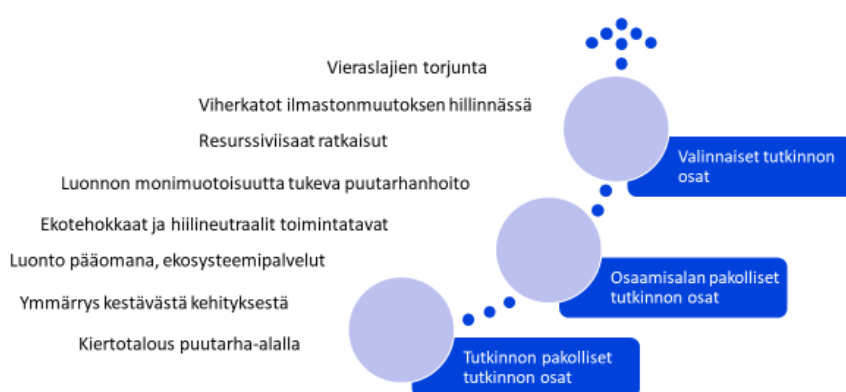 Vieraslajien torjunta
Viherkatot ilmastonmuutoksen hillinnässä
Resurssiviisaat ratkaisut
Valinnaiset tutkinnon
osat
Luonnon monimuotoisuutta tukeva puutarhanhoito
Ekotehokkaat ja hiilineutraalit toimintatavat
Luonto pääomana, ekosysteemipalvelut
Osaamisalan pakolliset
tutkinnon osat
Ymmärrys kestävästä kehityksestä
Kiertotalous puutarha-alalla
Tutkinnon pakolliset
tutkinnon osat